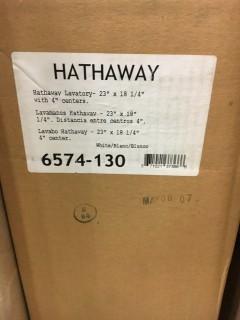 HATHAWAY
Hathaway Lavatory- 23" x 18 1/4"
with 4" centers.
Lavamanos Hathaway - 23" x 18"
1/4". Distancia entre centros 4".
Lavabo Hathaway - 23" x 18 1/4"
4" center.
White/Blanc/Blanco
6574-130